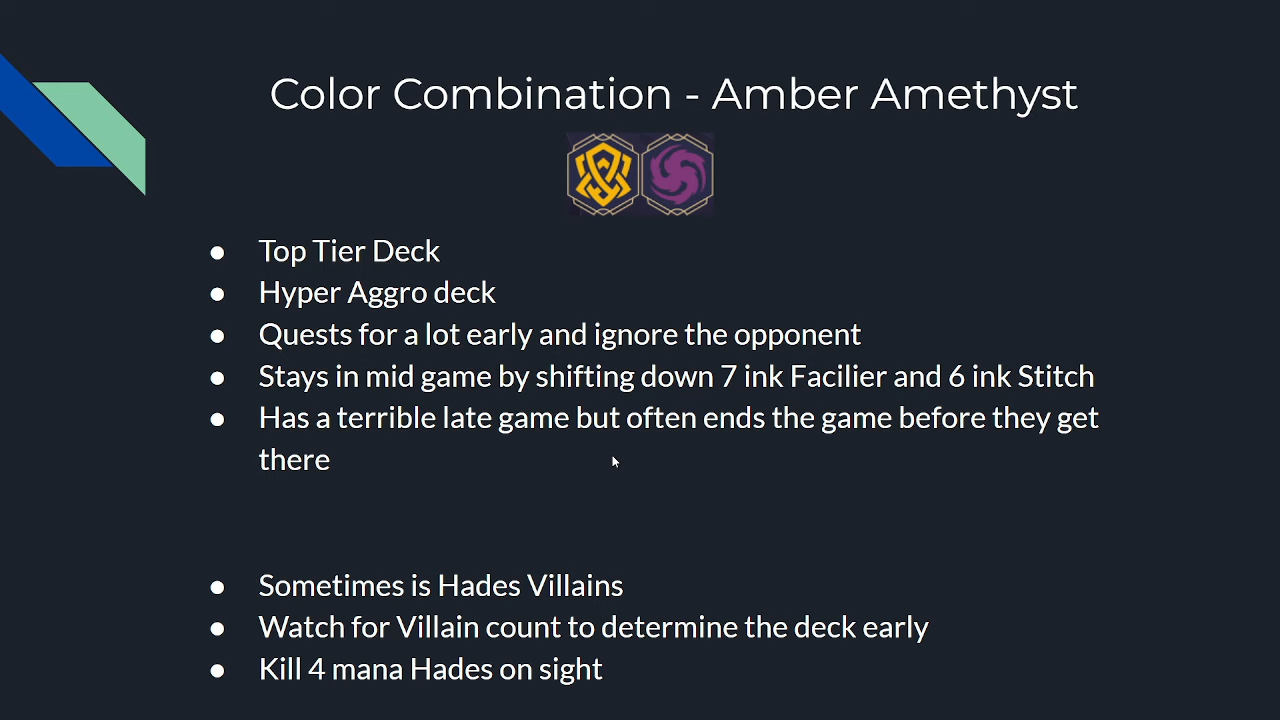 Color Combination - Amber Amethyst
● Top Tier Deck
● Hyper Aggro deck
● Quests for a lot early and ignore the opponent
● Stays in mid game by shifting down 7 ink Facilier and 6 ink Stitch
● Has a terrible late game but often ends the game before they get
there
● Sometimes is Hades Villains
● Watch for Villain count to determine the deck early
● Kill 4 mana Hades on sight